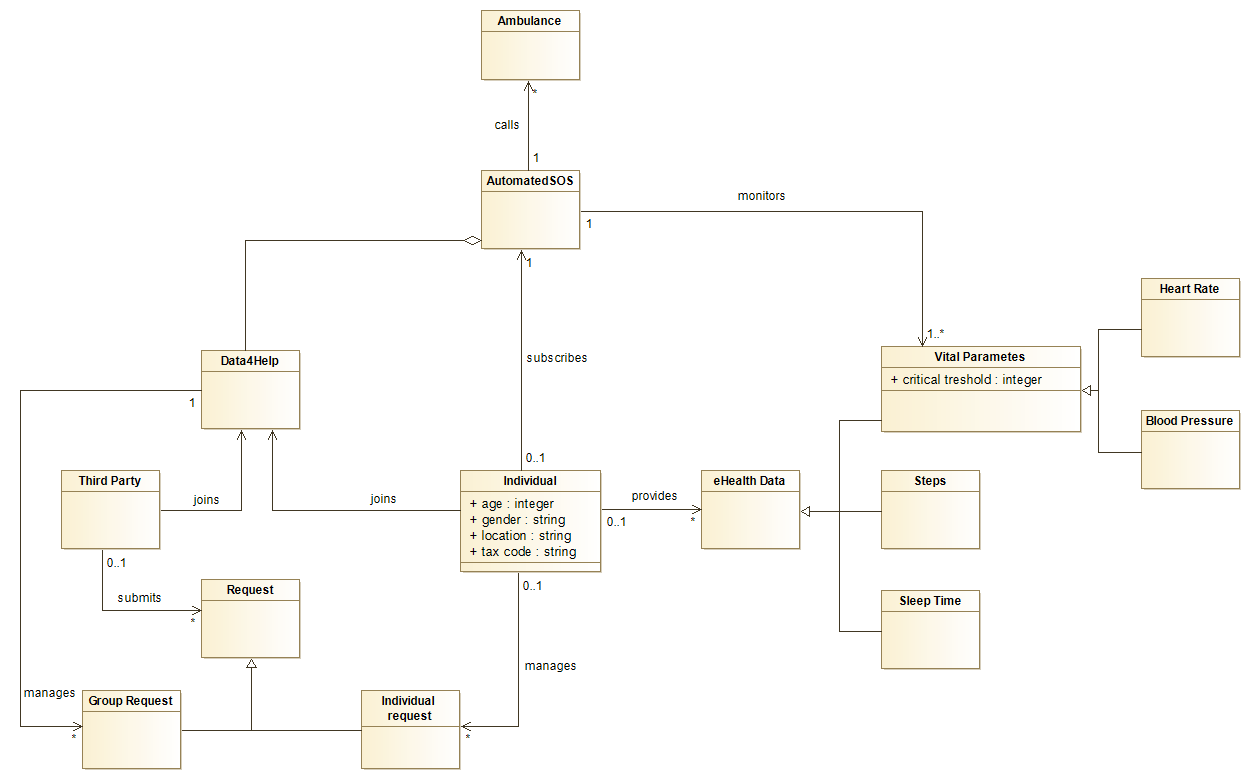 Ambulance
*
calls
1
AutomatedSOS
monitors
1
1
Heart Rate
1..*
subscribes
Data4Help
Vital Parametes
+ critical treshold : integer
1
Blood Pressure
0..1
Third Party
Individual
eHealth Data
Steps
joins
joins
+ age : integer
+ gender : string
+ location : string
+ tax code : string
provides
0..1
*
0..1
0..1
Request
submits
*
Sleep Time
manages
manages
Group Request
Individual
request
*
*